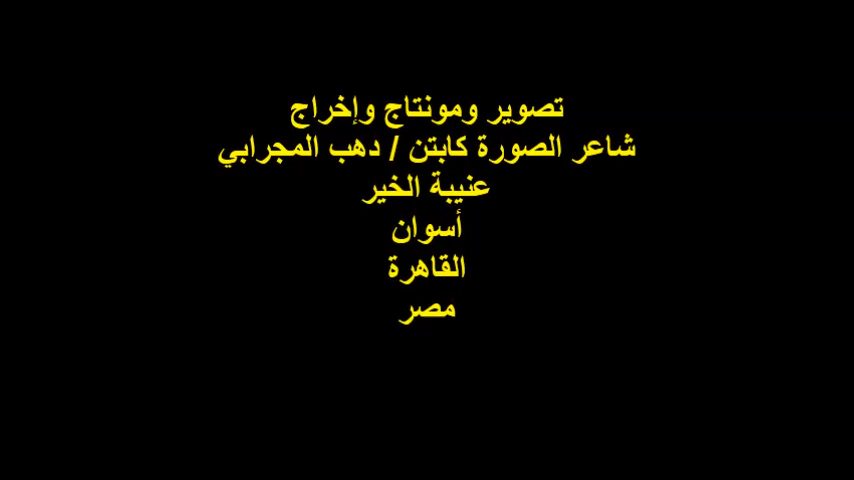 تصوير ومونتاج وإخراج
شاعر الصورة كابتن / دهب المجرابي
عنيبة الخير
أسوان
القاهرة
مصر